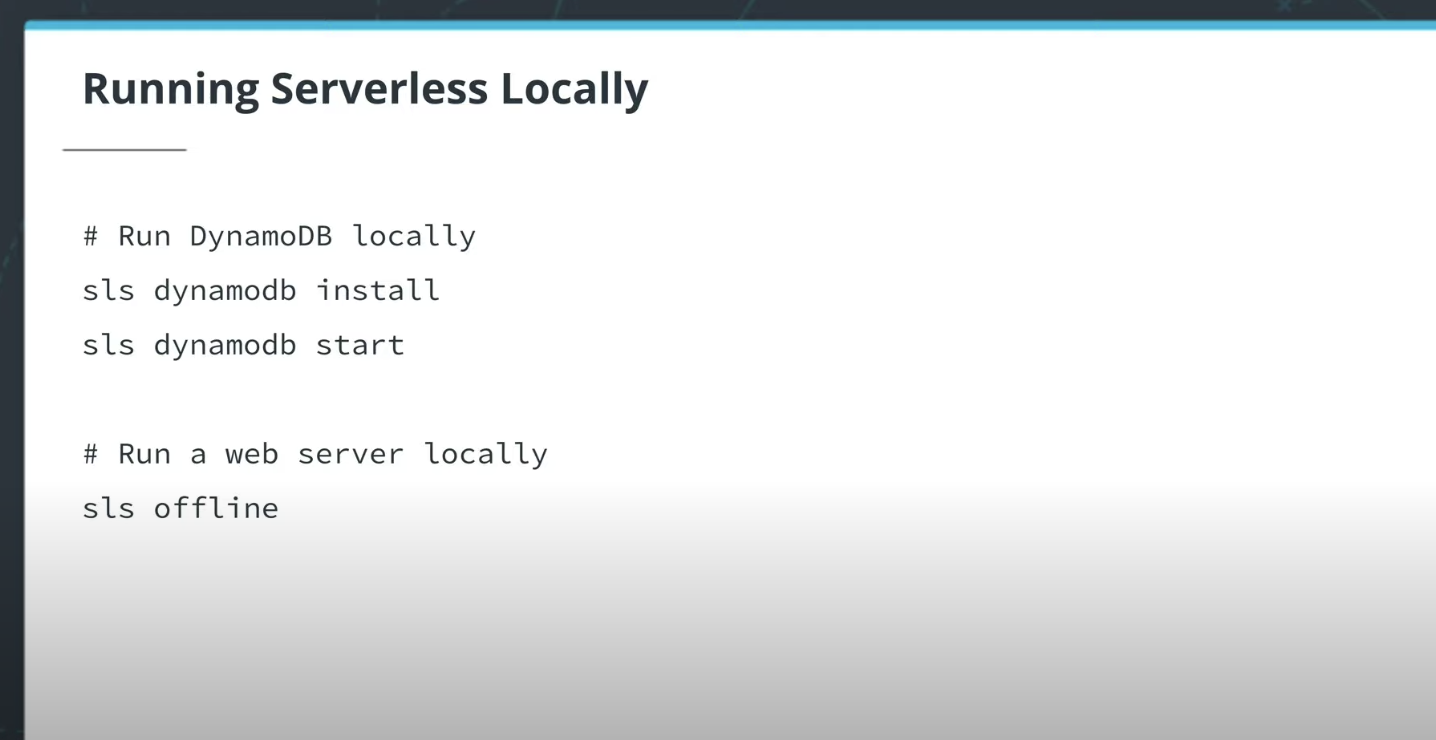 Running Serverless Locally
# Run DynamoDB locally
sls dynamodb install
sls dynamodb start
# Run a web server locally
sls offline